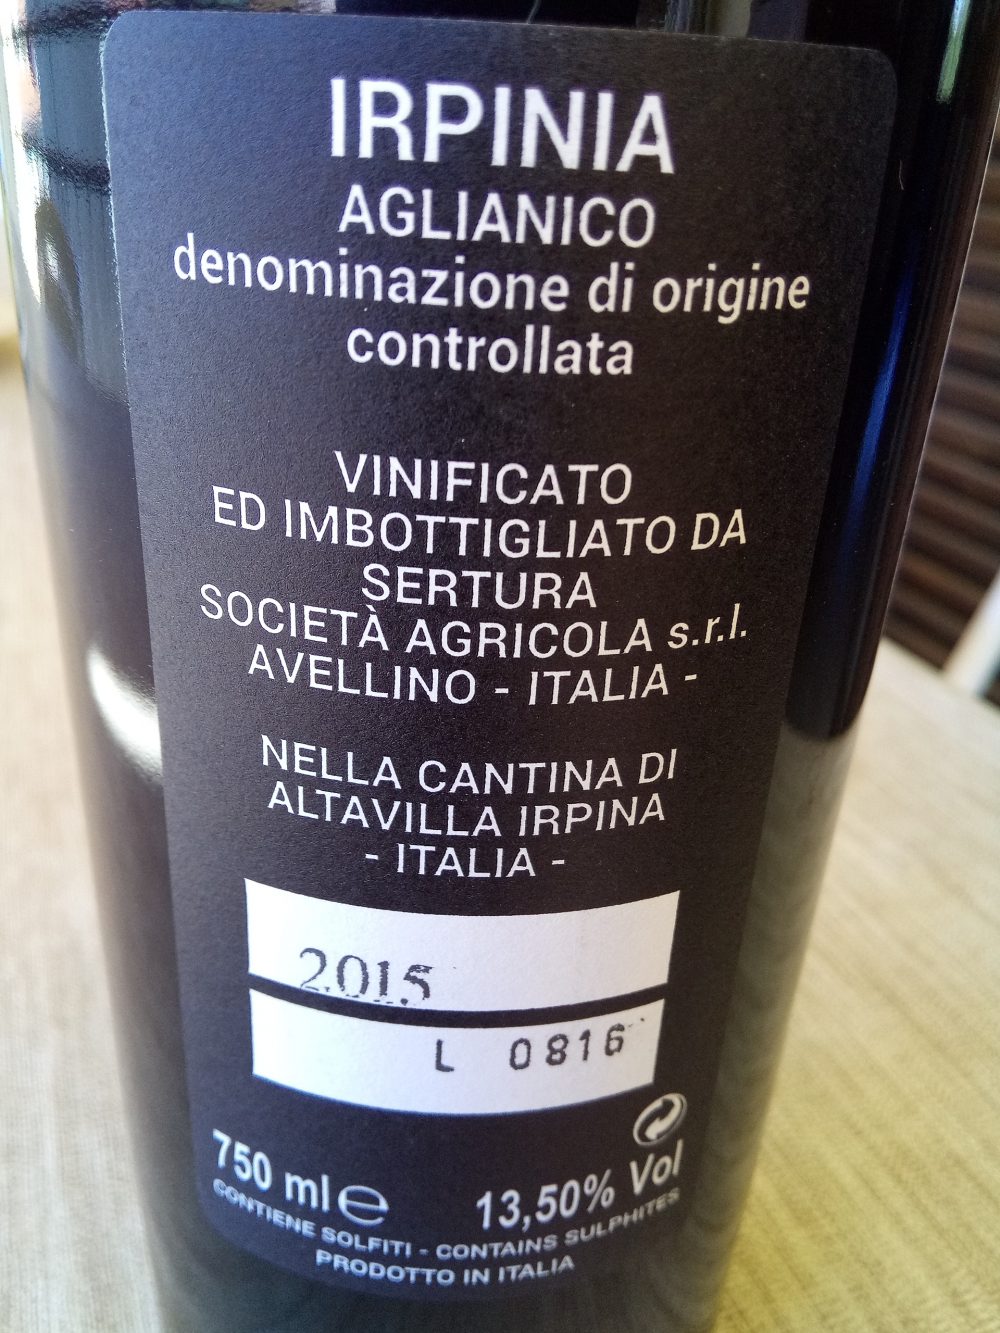 IRPINIA
AGLIANICO
denominazione di origine
controllata
VINIFICATO
ED IMBOTTIGLIATO DA
SERTURA
SOCIETÀ AGRICOLA s.r.l.
AVELLINO - ITALIA -
NELLA CANTINA DI
ALTAVILLA IRPINA
- ITALIA -
2015
L 0816
750 ml e 13,50% Vol
CONTIENE SOLFITI - CONTAINS SULPHITES
PRODOTTO IN ITALIA